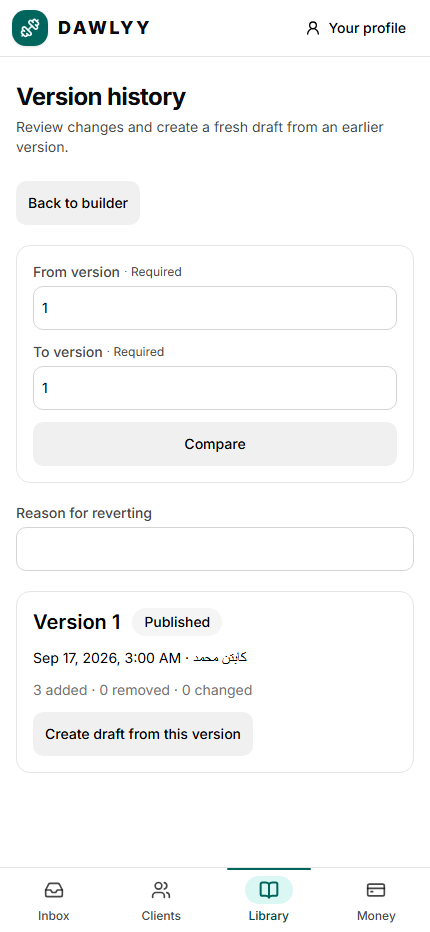 DAWLYY
Your profile
Version history
Review changes and create a fresh draft from an earlier
version.
Back to builder
From version · Required
1
To version · Required
1
Compare
Reason for reverting
Version 1
Published
Sep 17, 2026, 3:00 AM · كابتن محمد
3 added · 0 removed · 0 changed
Create draft from this version
Inbox
Clients
Library
Money